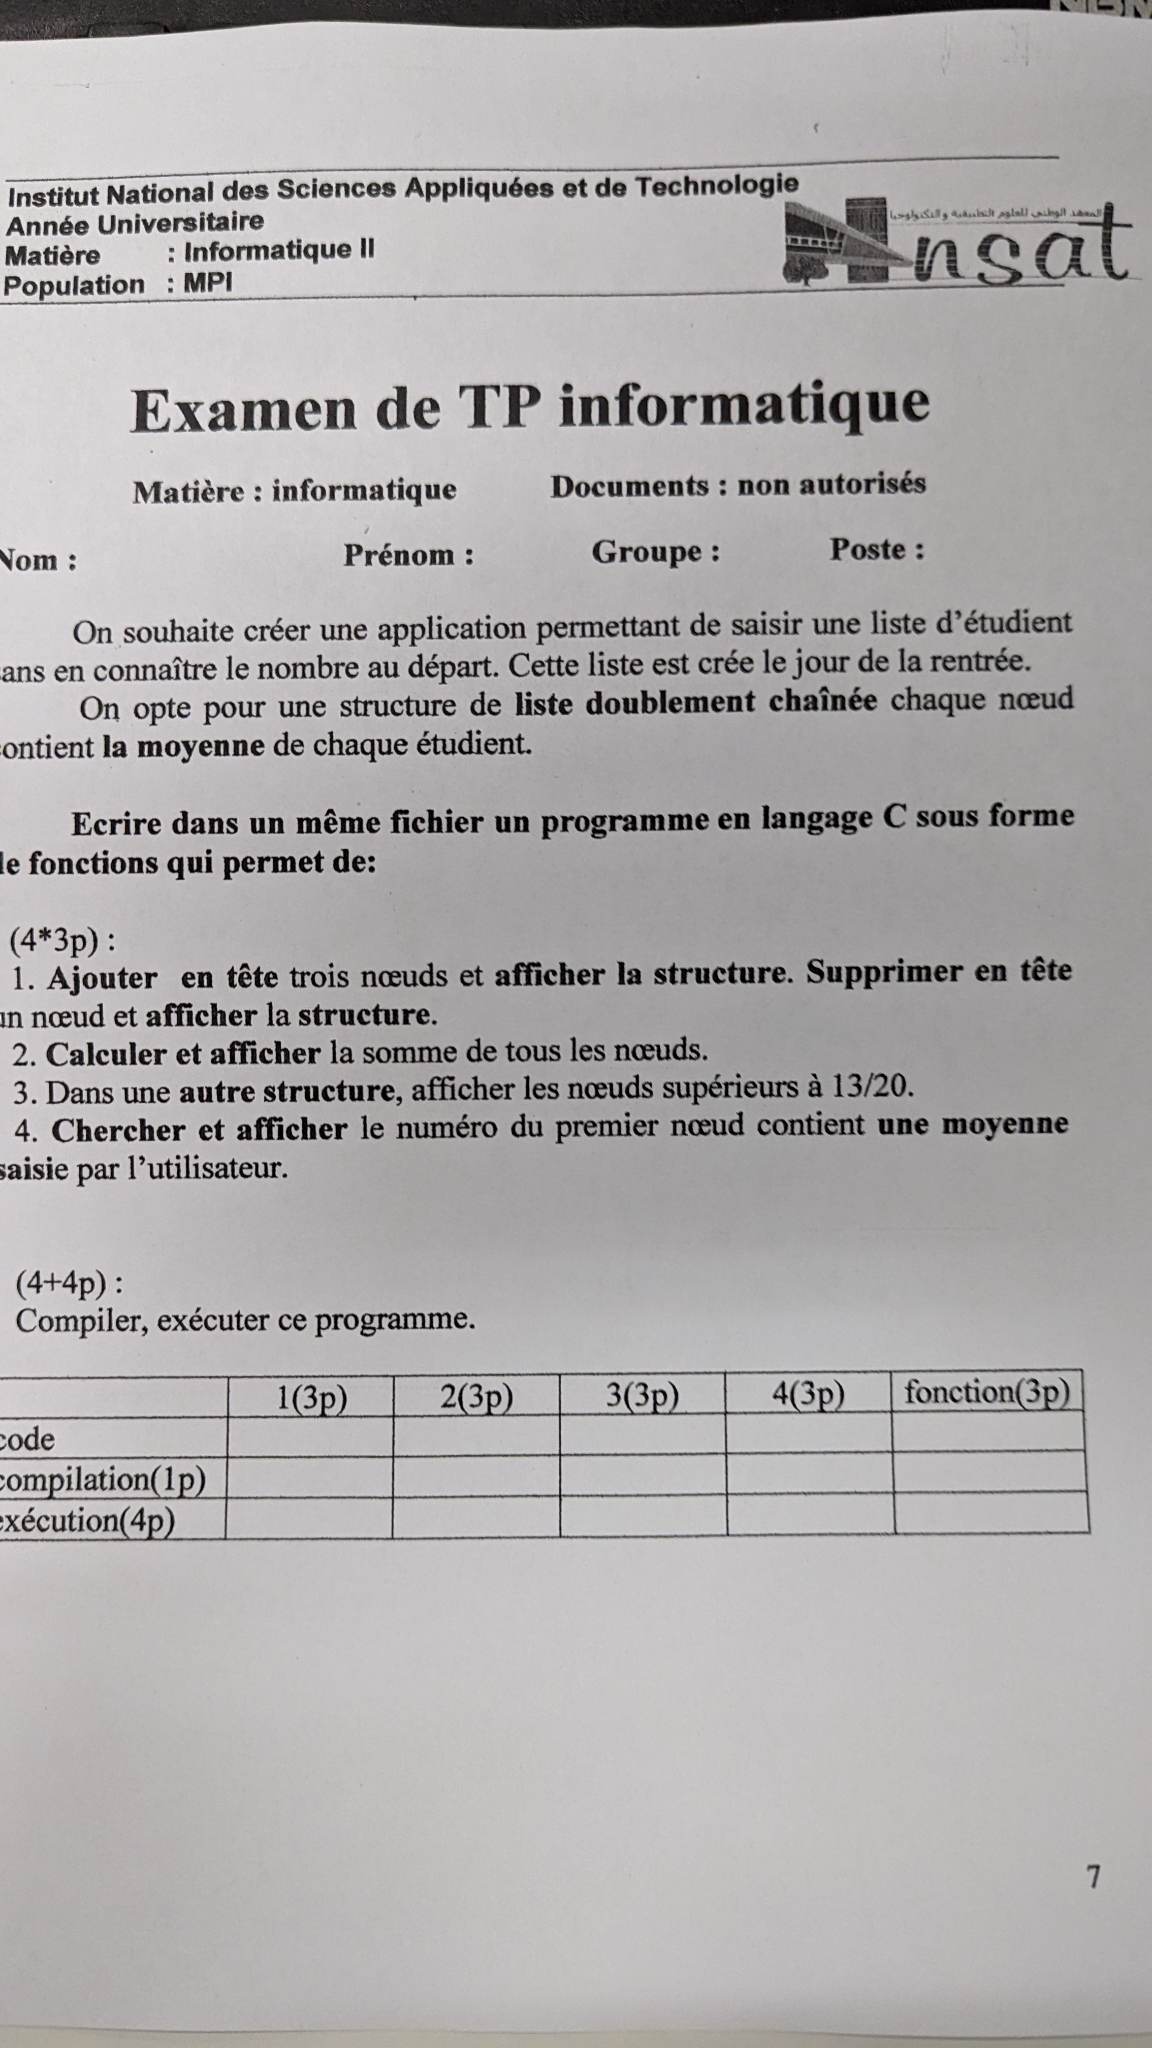 Institut National des Sciences Appliquées et de Technologie
Année Universitaire
Matière : Informatique II
Population : MPI
المعهد الوطني للعلوم التطبيقية و التكنولوجيا
nsat
Examen de TP informatique
Matière : informatique Documents : non autorisés
Nom : Prénom : Groupe : Poste :
On souhaite créer une application permettant de saisir une liste d’étudient
sans en connaître le nombre au départ. Cette liste est crée le jour de la rentrée.
On opte pour une structure de liste doublement chaînée chaque nœud
contient la moyenne de chaque étudient.
Ecrire dans un même fichier un programme en langage C sous forme
de fonctions qui permet de:
(4*3p) :
1. Ajouter en tête trois nœuds et afficher la structure. Supprimer en tête
un nœud et afficher la structure.
2. Calculer et afficher la somme de tous les nœuds.
3. Dans une autre structure, afficher les nœuds supérieurs à 13/20.
4. Chercher et afficher le numéro du premier nœud contient une moyenne
saisie par l’utilisateur.
(4+4p) :
Compiler, exécuter ce programme.
1(3p) 2(3p) 3(3p) 4(3p) fonction(3p)
code
compilation(1p)
exécution(4p)
7